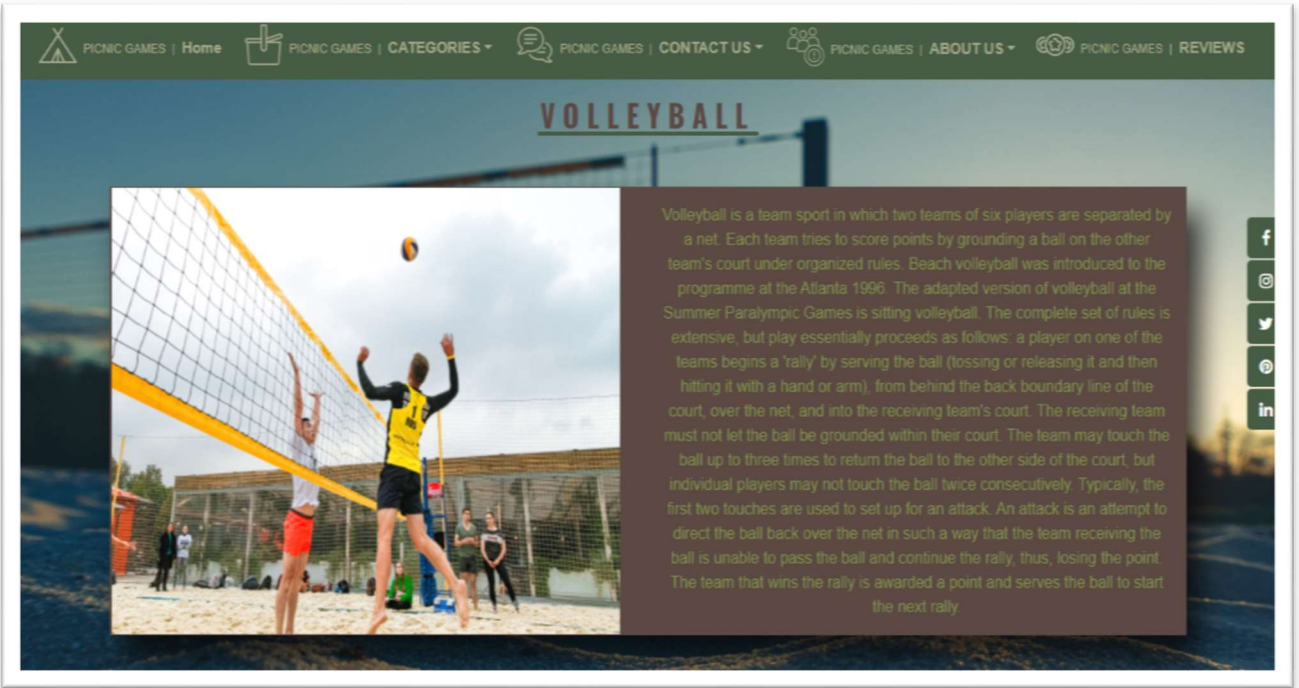 PICNIC GAMES | Home PICNIC GAMES | CATEGORIES PICNIC GAMES | CONTACT US PICNIC GAMES | ABOUT US PICNIC GAMES | REVIEWS
VOLLEYBALL
Volleyball is a team sport in which two teams of six players are separated by
a net. Each team tries to score points by grounding a ball on the other
team's court under organized rules. Beach volleyball was introduced to the
programme at the Atlanta 1996. The adapted version of volleyball at the
Summer Paralympic Games is sitting volleyball. The complete set of rules is
extensive, but play essentially proceeds as follows: a player on one of the
teams begins a 'rally' by serving the ball (tossing or releasing it and then
hitting it with a hand or arm), from behind the back boundary line of the
court, over the net, and into the receiving team's court. The receiving team
must not let the ball be grounded within their court. The team may touch the
ball up to three times to return the ball to the other side of the court, but
individual players may not touch the ball twice consecutively. Typically, the
first two touches are used to set up for an attack. An attack is an attempt to
direct the ball back over the net in such a way that the team receiving the
ball is unable to pass the ball and continue the rally, thus, losing the point.
The team that wins the rally is awarded a point and serves the ball to start
the next rally.
1